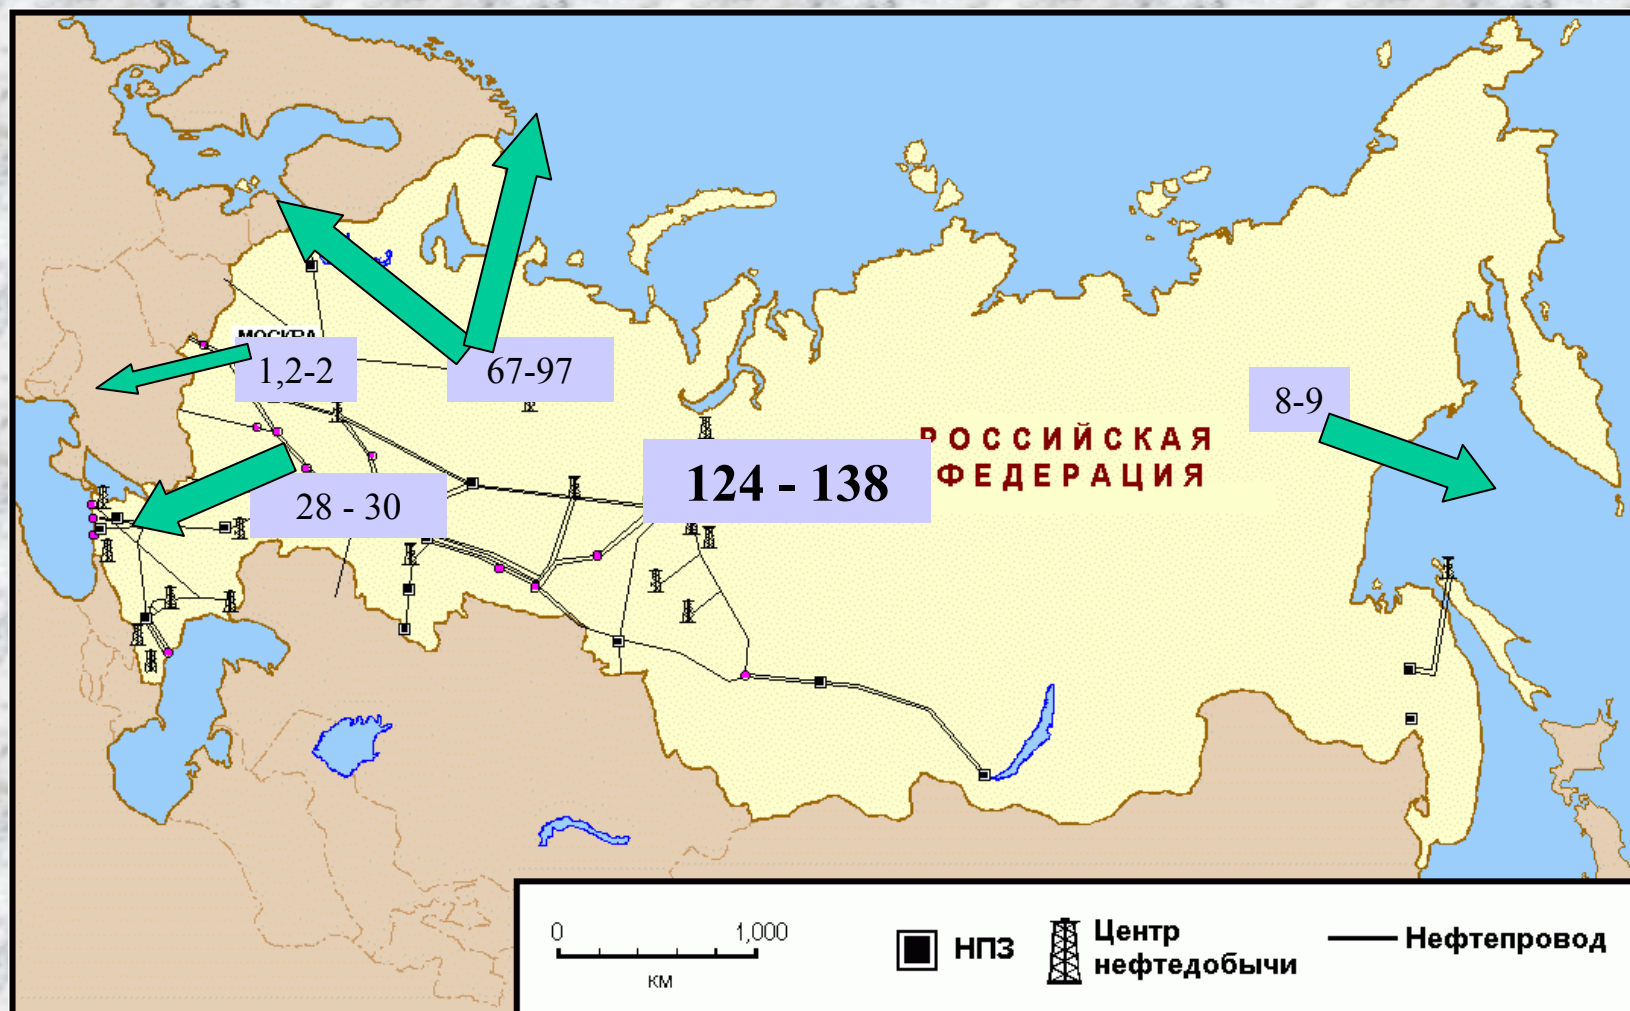 МОСКВА
1,2-2
67-97
8-9
РОССИЙСКАЯ
ФЕДЕРАЦИЯ
124 - 138
28 - 30
0 1,000
км
НПЗ
Центр
нефтедобычи
Нефтепровод